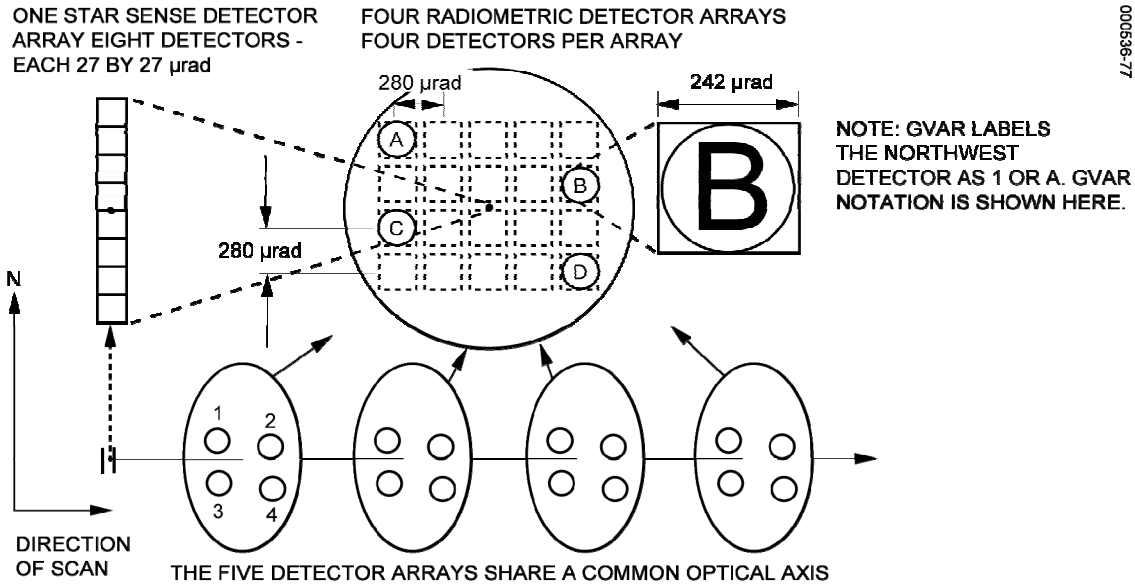 ONE STAR SENSE DETECTOR
ARRAY EIGHT DETECTORS -
EACH 27 BY 27 µrad
FOUR RADIOMETRIC DETECTOR ARRAYS
FOUR DETECTORS PER ARRAY
000536-77
280 µrad
242 µrad
A
B
C
D
B
NOTE: GVAR LABELS
THE NORTHWEST
DETECTOR AS 1 OR A. GVAR
NOTATION IS SHOWN HERE.
280 µrad
N
1
2
3
4
DIRECTION
OF SCAN
THE FIVE DETECTOR ARRAYS SHARE A COMMON OPTICAL AXIS